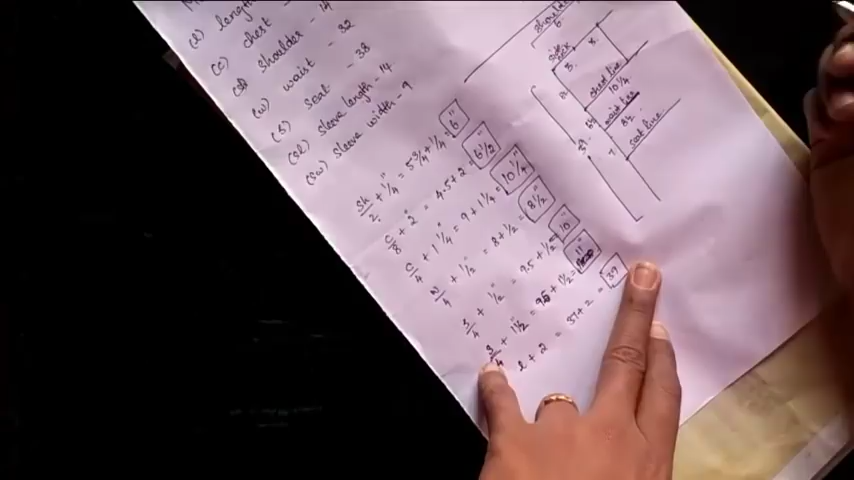 (l) length
(c) chest
(sh) shoulder - 14
(w) waist - 32
(S) seat - 38
(sl) sleeve length - 14
(sw) sleeve width - 9
sh/2 + 1/4" = 5 3/4 + 1/4 = 6"
c/8 + 2" = 4.5 + 2 = 6 1/2"
c/4 + 1 1/4" = 9 + 1 1/4 = 10 1/4"
w/4 + 1/2" = 8 + 1/2 = 8 1/2"
3/4 + 1/2" = 9.5 + 1/2 = 10"
3/4 + 1 1/2" = 9.5 + 1 1/2 = 11"
l + 2 = 37 + 2 = 39
shoulder
6
chest line
10 1/4
waist line
8 1/2
seat line
39